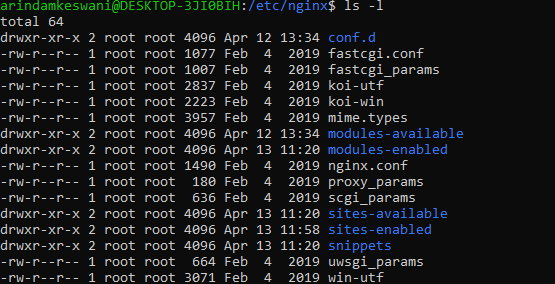 arindamkeswani@DESKTOP-3JI0BIH:/etc/nginx$ ls -l
total 64
drwxr-xr-x 2 root root 4096 Apr 12 13:34 conf.d
-rw-r--r-- 1 root root 1077 Feb  4  2019 fastcgi.conf
-rw-r--r-- 1 root root 1007 Feb  4  2019 fastcgi_params
-rw-r--r-- 1 root root 2837 Feb  4  2019 koi-utf
-rw-r--r-- 1 root root 2223 Feb  4  2019 koi-win
-rw-r--r-- 1 root root 3957 Feb  4  2019 mime.types
drwxr-xr-x 2 root root 4096 Apr 12 13:34 modules-available
drwxr-xr-x 2 root root 4096 Apr 13 11:20 modules-enabled
-rw-r--r-- 1 root root 1490 Feb  4  2019 nginx.conf
-rw-r--r-- 1 root root  180 Feb  4  2019 proxy_params
-rw-r--r-- 1 root root  636 Feb  4  2019 scgi_params
drwxr-xr-x 2 root root 4096 Apr 13 11:20 sites-available
drwxr-xr-x 2 root root 4096 Apr 13 11:58 sites-enabled
drwxr-xr-x 2 root root 4096 Apr 13 11:20 snippets
-rw-r--r-- 1 root root  664 Feb  4  2019 uwsgi_params
-rw-r--r-- 1 root root 3071 Feb  4  2019 win-utf